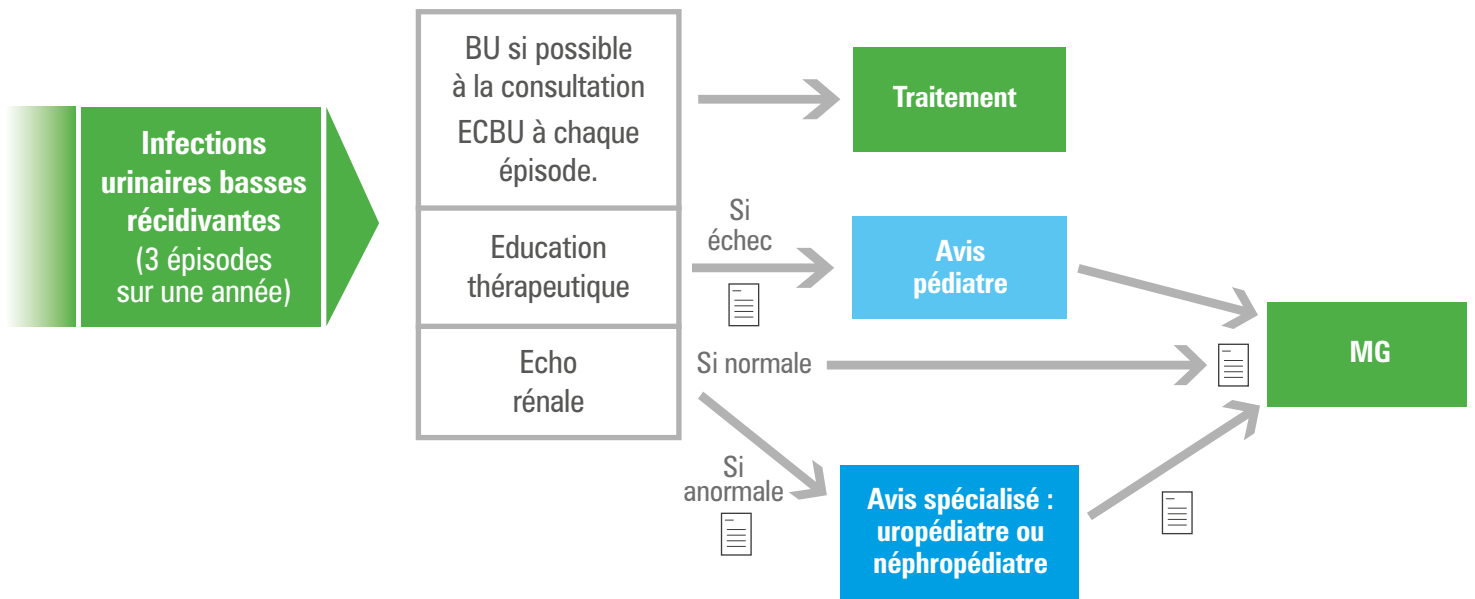 Infections
urinaires basses
récidivantes
(3 épisodes
sur une année)
BU si possible
à la consultation
ECBU à chaque
épisode.
Education
thérapeutique
Echo
rénale
Traitement
Si
échec
Avis
pédiatre
Si normale
MG
Si
anormale
Avis spécialisé :
uropédiatre ou
néphropédiatre